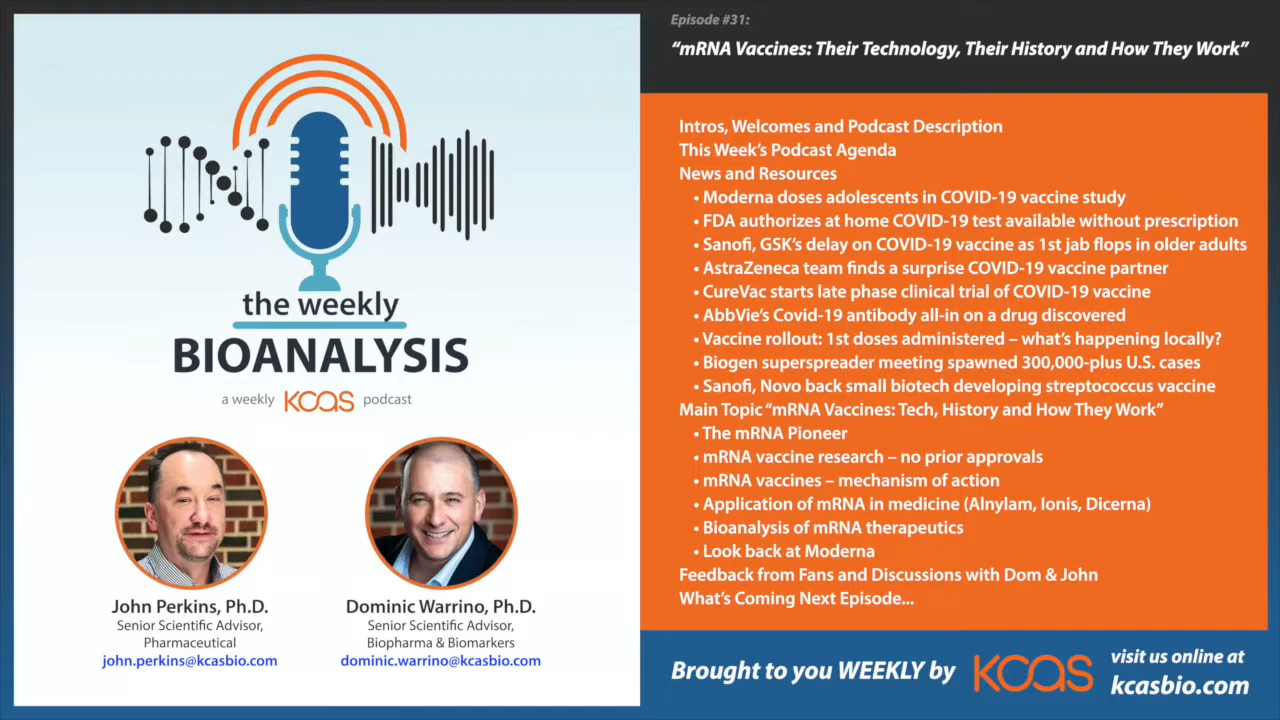 the weekly
BIOANALYSIS
a weekly KCAS podcast
John Perkins, Ph.D.
Senior Scientific Advisor,
Pharmaceutical
john.perkins@kcasbio.com
Dominic Warrino, Ph.D.
Senior Scientific Advisor,
Biopharma & Biomarkers
dominic.warrino@kcasbio.com
Episode #31:
“mRNA Vaccines: Their Technology, Their History and How They Work”
Intros, Welcomes and Podcast Description
This Week’s Podcast Agenda
News and Resources
• Moderna doses adolescents in COVID-19 vaccine study
• FDA authorizes at home COVID-19 test available without prescription
• Sanofi, GSK’s delay on COVID-19 vaccine as 1st jab flops in older adults
• AstraZeneca team finds a surprise COVID-19 vaccine partner
• CureVac starts late phase clinical trial of COVID-19 vaccine
• AbbVie’s Covid-19 antibody all-in on a drug discovered
• Vaccine rollout: 1st doses administered – what’s happening locally?
• Biogen superspreader meeting spawned 300,000-plus U.S. cases
• Sanofi, Novo back small biotech developing streptococcus vaccine
Main Topic “mRNA Vaccines: Tech, History and How They Work”
• The mRNA Pioneer
• mRNA vaccine research – no prior approvals
• mRNA vaccines – mechanism of action
• Application of mRNA in medicine (Alnylam, Ionis, Dicerna)
• Bioanalysis of mRNA therapeutics
• Look back at Moderna
Feedback from Fans and Discussions with Dom & John
What’s Coming Next Episode...
Brought to you WEEKLY by KCAS
visit us online at
kcasbio.com